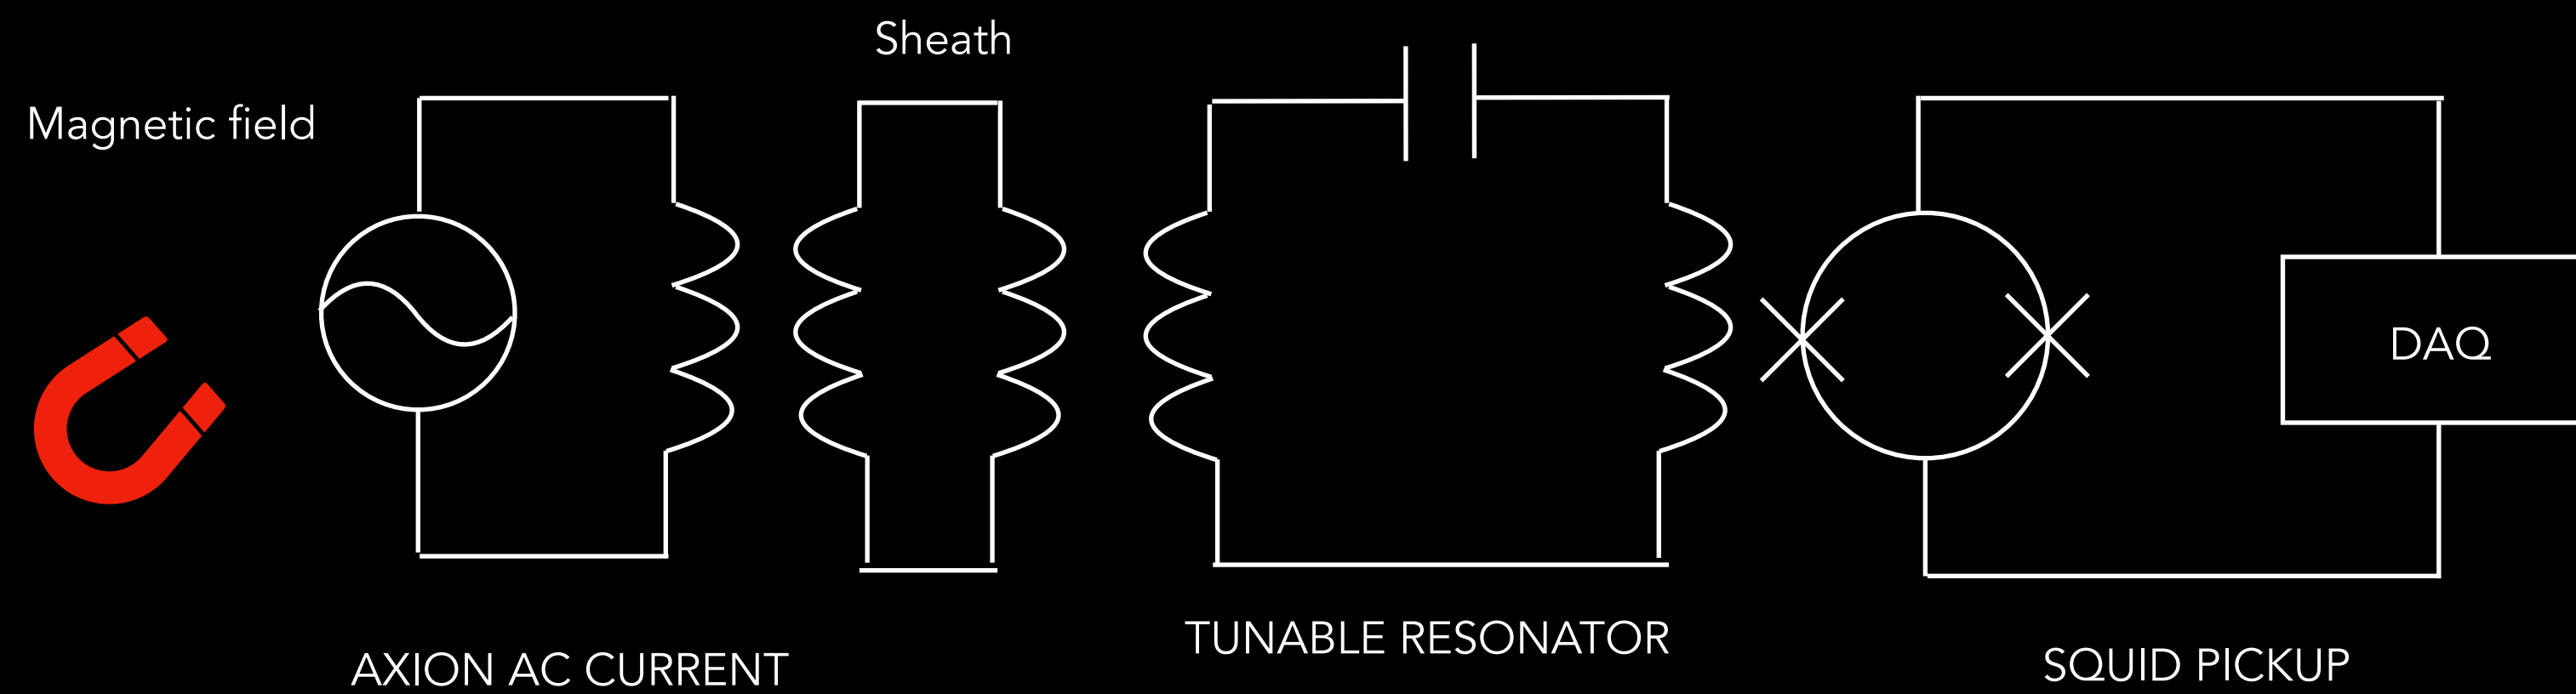 Sheath
Magnetic field
DAQ
TUNABLE RESONATOR
AXION AC CURRENT
SQUID PICKUP